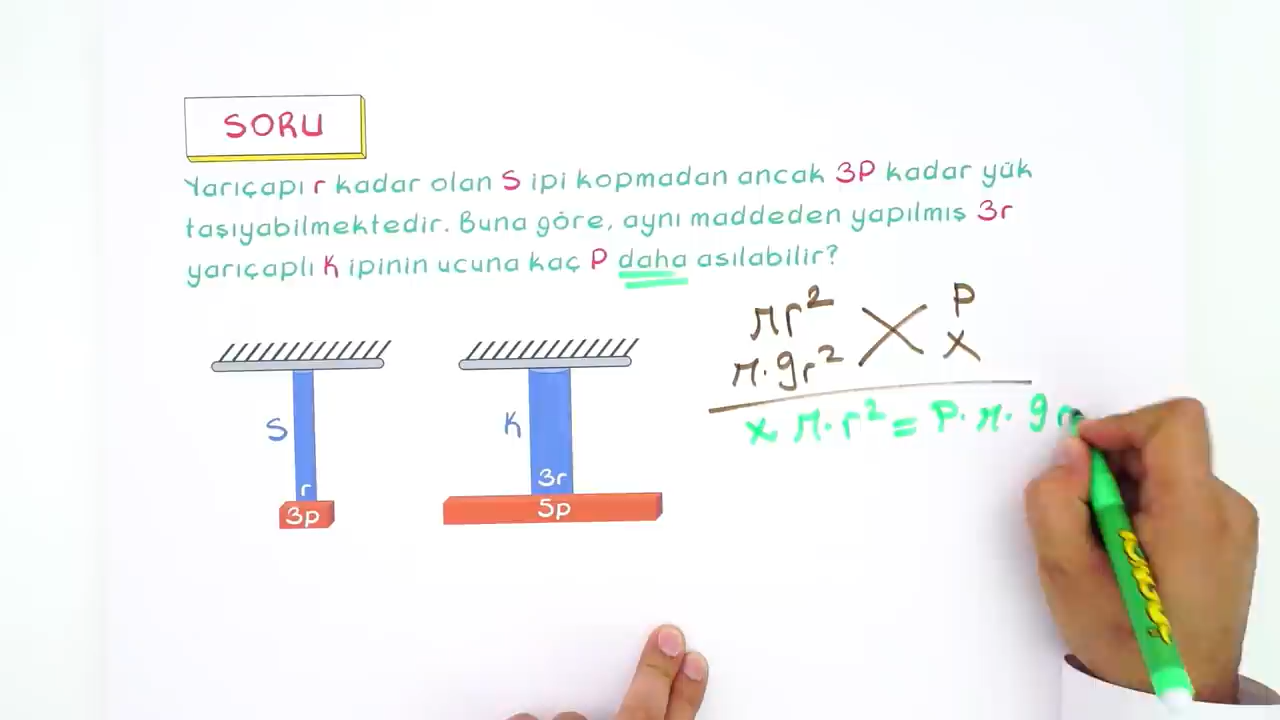 SORU
Yarıçapı r kadar olan S ipi kopmadan ancak 3P kadar yük
taşıyabilmektedir. Buna göre, aynı maddeden yapılmış 3r
yarıçaplı K ipinin ucuna kaç P daha asılabilir?
πr² P
π·9r² x
x π·r² = P·π·9r
S
K
r
3r
3p
5p